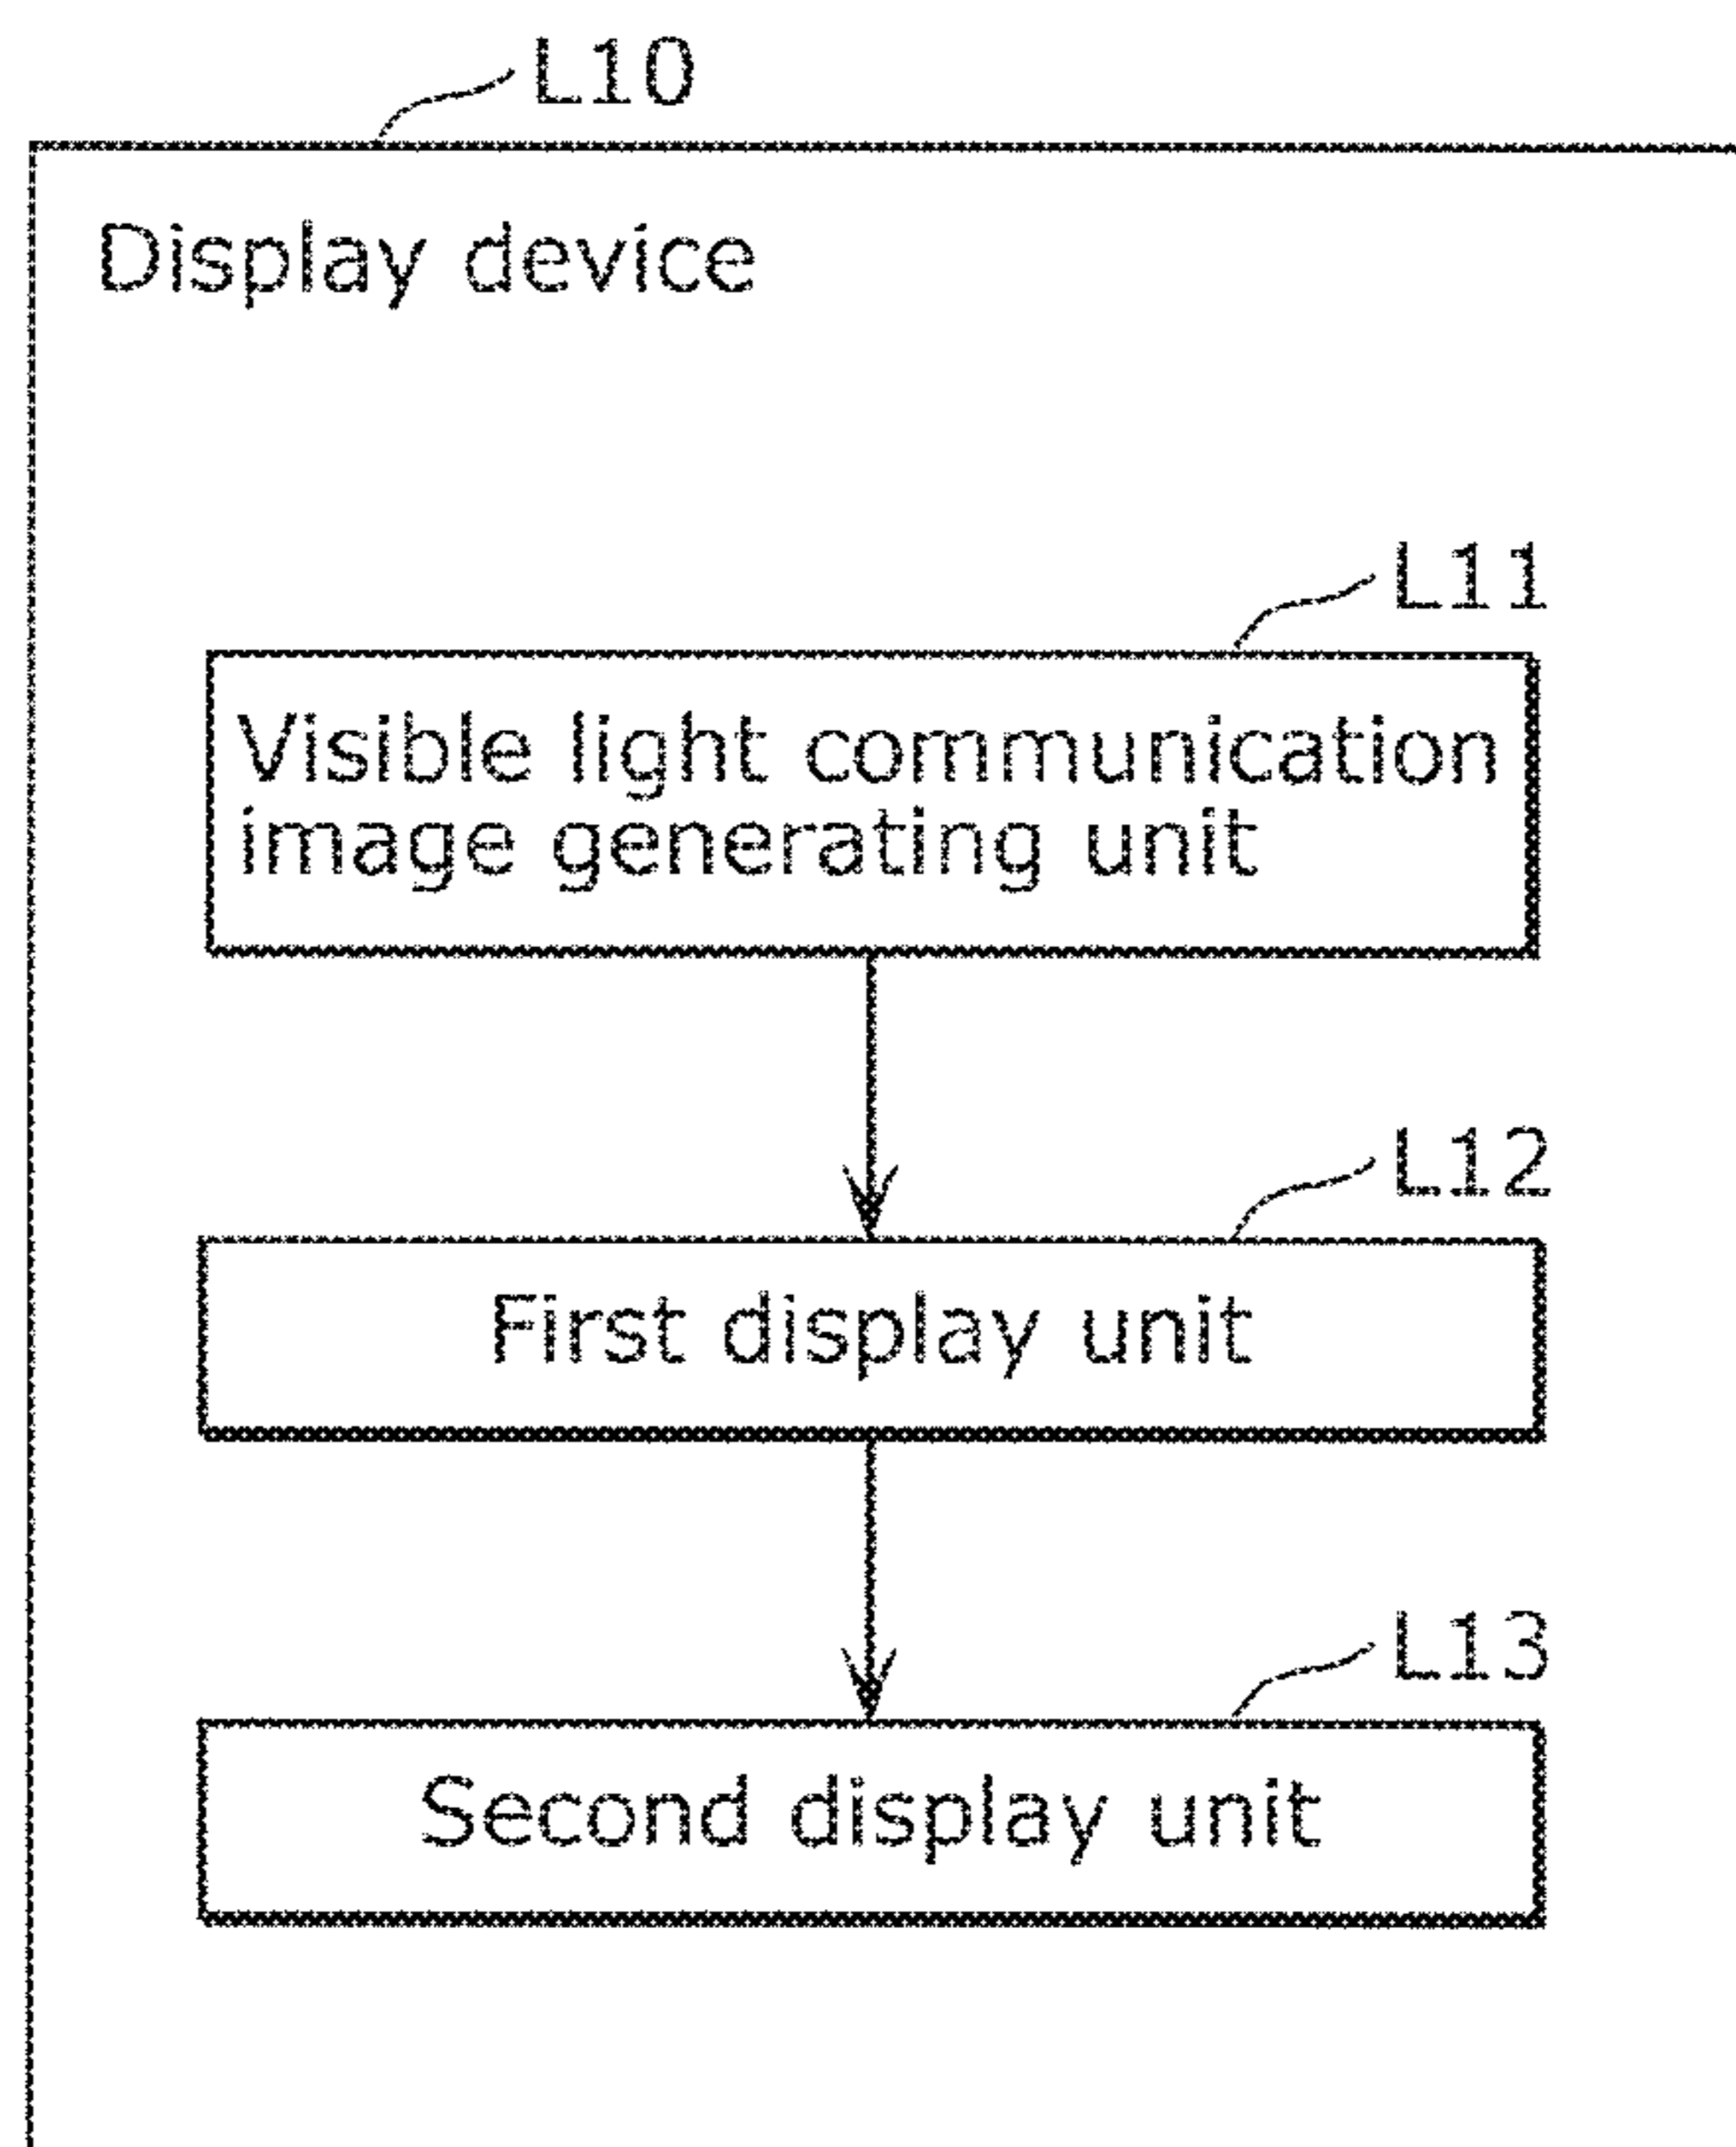 L10
Display device
L11
Visible light communication
image generating unit
L12
First display unit
L13
Second display unit